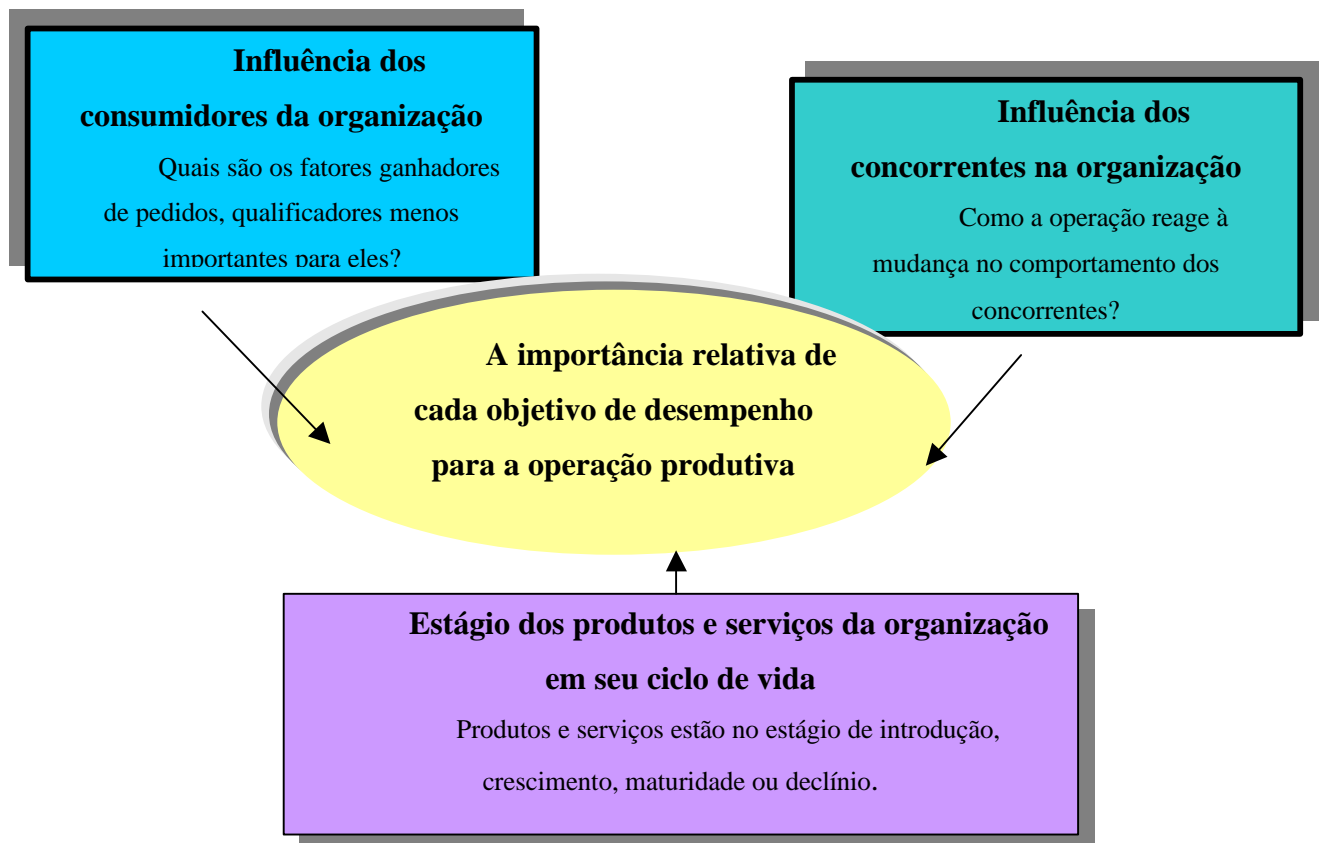 Influência dos
consumidores da organização
Quais são os fatores ganhadores
de pedidos, qualificadores menos
importantes para eles?
Influência dos
concorrentes na organização
Como a operação reage à
mudança no comportamento dos
concorrentes?
A importância relativa de
cada objetivo de desempenho
para a operação produtiva
Estágio dos produtos e serviços da organização
em seu ciclo de vida
Produtos e serviços estão no estágio de introdução,
crescimento, maturidade ou declínio.